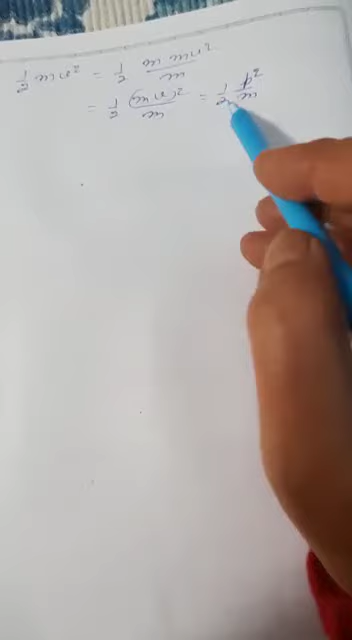 ½ mv² = ½ m mv²/m
= ½ (mv)²/m = ½ p²/m